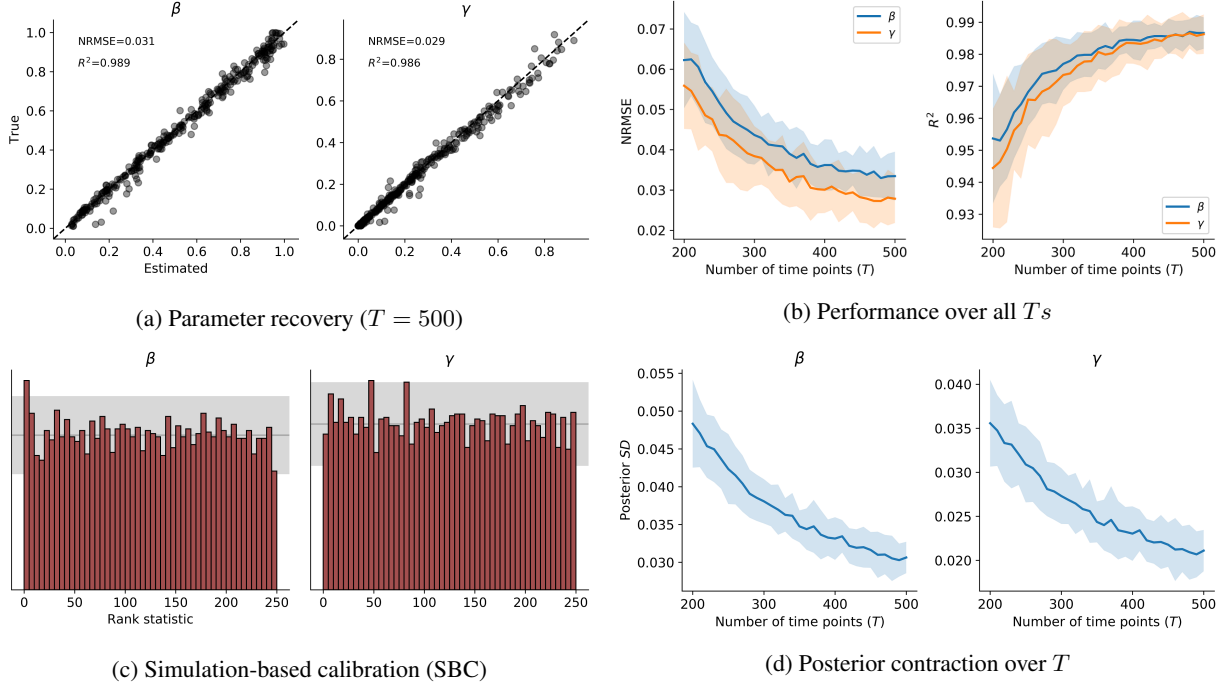 β
NRMSE=0.031
R²=0.989
True
1.0
0.8
0.6
0.4
0.2
0.0
0.0 0.2 0.4 0.6 0.8 1.0
Estimated
γ
NRMSE=0.029
R²=0.986
0.8
0.6
0.4
0.2
0.0
0.0 0.2 0.4 0.6 0.8
(a) Parameter recovery (T = 500)
β
γ
NRMSE
0.07
0.06
0.05
0.04
0.03
0.02
200 300 400 500
Number of time points (T)
R²
0.99
0.98
0.97
0.96
0.95
0.94
0.93
β
γ
200 300 400 500
Number of time points (T)
(b) Performance over all Ts
β
0 50 100 150 200 250
Rank statistic
γ
0 50 100 150 200 250
(c) Simulation-based calibration (SBC)
β
Posterior SD
0.055
0.050
0.045
0.040
0.035
0.030
200 300 400 500
Number of time points (T)
γ
0.040
0.035
0.030
0.025
0.020
200 300 400 500
Number of time points (T)
(d) Posterior contraction over T